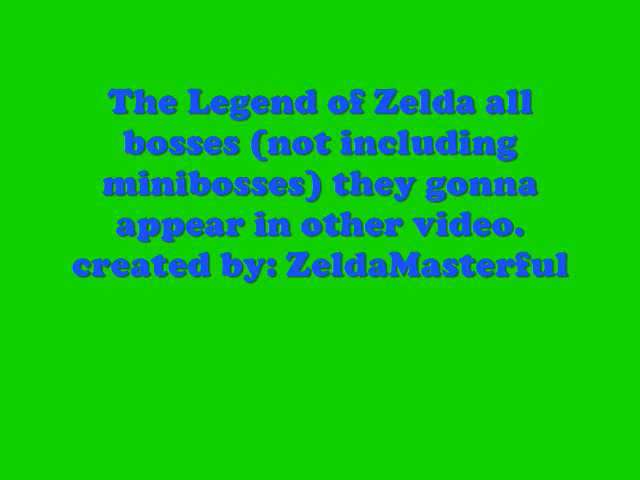 The Legend of Zelda all
bosses (not including
minibosses) they gonna
appear in other video.
created by: ZeldaMasterful